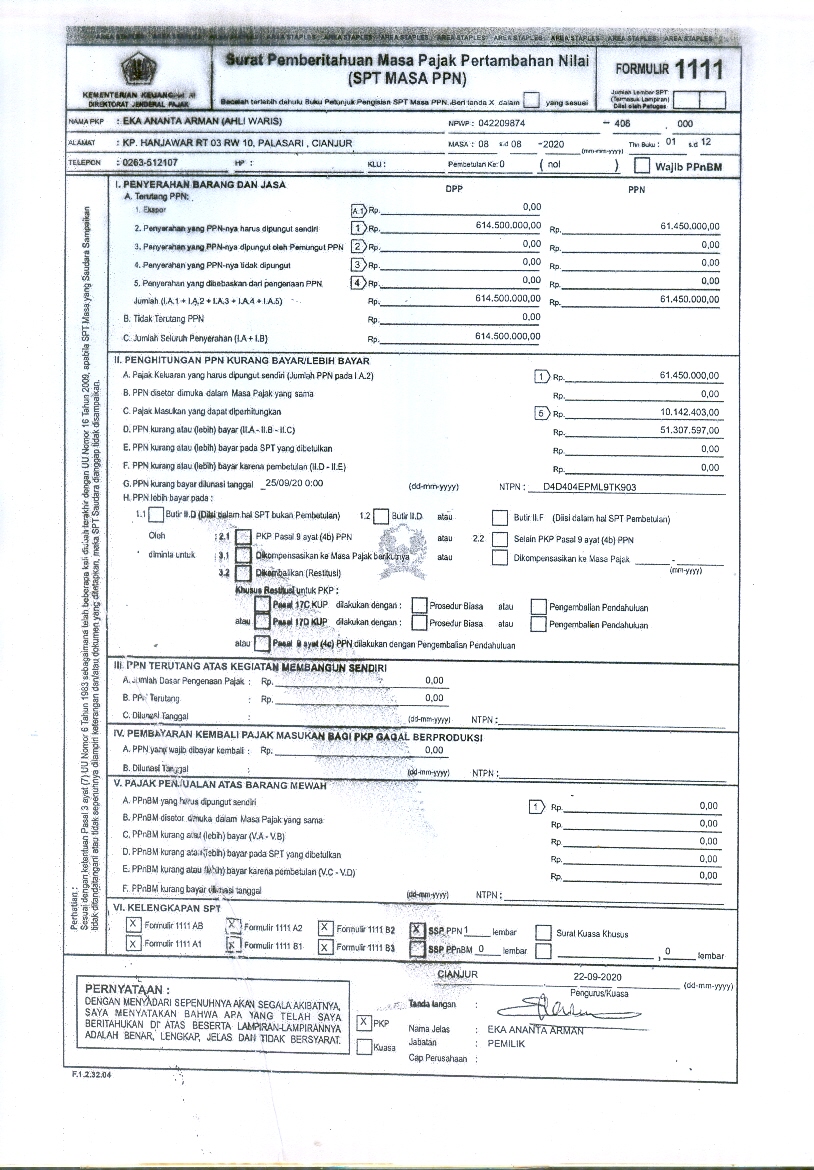 AREA STAPLES AREA STAPLES AREA STAPLES AREA STAPLES AREA STAPLES AREA STAPLES AREA STAPLES
KEMENTERIAN KEUANGAN RI
DIREKTORAT JENDERAL PAJAK
Surat Pemberitahuan Masa Pajak Pertambahan Nilai
(SPT MASA PPN)
Bacalah terlebih dahulu Buku Petunjuk Pengisian SPT Masa PPN. Beri tanda X dalam yang sesuai
FORMULIR 1111
Jumlah Lembar SPT
(Termasuk Lampiran)
Diisi oleh Petugas
NAMA PKP : EKA ANANTA ARMAN (AHLI WARIS) NPWP : 042209874 - 406 . 000
ALAMAT : KP. HANJAWAR RT 03 RW 10, PALASARI , CIANJUR MASA : 08 s.d 08 -2020 (mm-mm-yyyy) Thn Buku : 01 s.d 12
TELEPON : 0263-512107 HP : KLU : Pembetulan Ke: 0 ( nol ) Wajib PPnBM
I. PENYERAHAN BARANG DAN JASA DPP PPN
A. Terutang PPN:
1. Ekspor A.1 Rp. 0,00
2. Penyerahan yang PPN-nya harus dipungut sendiri 1 Rp. 614.500.000,00 Rp. 61.450.000,00
3. Penyerahan yang PPN-nya dipungut oleh Pemungut PPN 2 Rp. 0,00 Rp. 0,00
4. Penyerahan yang PPN-nya tidak dipungut 3 Rp. 0,00 Rp. 0,00
5. Penyerahan yang dibebaskan dari pengenaan PPN 4 Rp. 0,00 Rp. 0,00
Jumlah (I.A.1 + I.A.2 + I.A.3 + I.A.4 + I.A.5) Rp. 614.500.000,00 Rp. 61.450.000,00
B. Tidak Terutang PPN Rp. 0,00
C. Jumlah Seluruh Penyerahan (I.A + I.B) Rp. 614.500.000,00
II. PENGHITUNGAN PPN KURANG BAYAR/LEBIH BAYAR
A. Pajak Keluaran yang harus dipungut sendiri (Jumlah PPN pada I.A.2) 1 Rp. 61.450.000,00
B. PPN disetor dimuka dalam Masa Pajak yang sama Rp. 0,00
C. Pajak Masukan yang dapat diperhitungkan 5 Rp. 10.142.403,00
D. PPN kurang atau (lebih) bayar (II.A - II.B - II.C) Rp. 51.307.597,00
E. PPN kurang atau (lebih) bayar pada SPT yang dibetulkan Rp. 0,00
F. PPN kurang atau (lebih) bayar karena pembetulan (II.D - II.E) Rp. 0,00
G. PPN kurang bayar dilunasi tanggal 25/09/20 0:00 (dd-mm-yyyy) NTPN : D4D404EPML9TK903
H. PPN lebih bayar pada :
1.1 Butir II.D (Diisi dalam hal SPT bukan Pembetulan) 1.2 Butir II.D atau Butir II.F (Diisi dalam hal SPT Pembetulan)
Oleh : 2.1 PKP Pasal 9 ayat (4b) PPN atau 2.2 Selain PKP Pasal 9 ayat (4b) PPN
diminta untuk 3.1 Dikompensasikan ke Masa Pajak berikutnya atau Dikompensasikan ke Masa Pajak (mm-yyyy)
3.2 Dikembalikan (Restitusi)
Khusus Restitusi untuk PKP :
Pasal 17C KUP dilakukan dengan : Prosedur Biasa atau Pengembalian Pendahuluan
atau Pasal 17D KUP dilakukan dengan : Prosedur Biasa atau Pengembalian Pendahuluan
atau Pasal 9 ayat (4c) PPN dilakukan dengan Pengembalian Pendahuluan
III. PPN TERUTANG ATAS KEGIATAN MEMBANGUN SENDIRI
A. Jumlah Dasar Pengenaan Pajak : Rp. 0,00
B. PPN Terutang : Rp. 0,00
C. Dilunasi Tanggal : (dd-mm-yyyy) NTPN :
IV. PEMBAYARAN KEMBALI PAJAK MASUKAN BAGI PKP GAGAL BERPRODUKSI
A. PPN yang wajib dibayar kembali : Rp. 0,00
B. Dilunasi Tanggal : (dd-mm-yyyy) NTPN :
V. PAJAK PENJUALAN ATAS BARANG MEWAH
A. PPnBM yang harus dipungut sendiri 1 Rp. 0,00
B. PPnBM disetor dimuka dalam Masa Pajak yang sama Rp. 0,00
C. PPnBM kurang atau (lebih) bayar (V.A - V.B) Rp. 0,00
D. PPnBM kurang atau (lebih) bayar pada SPT yang dibetulkan Rp. 0,00
E. PPnBM kurang atau (lebih) bayar karena pembetulan (V.C - V.D) Rp. 0,00
F. PPnBM kurang bayar dilunasi tanggal (dd-mm-yyyy) NTPN :
VI. KELENGKAPAN SPT
X Formulir 1111 AB X Formulir 1111 A2 X Formulir 1111 B2 X SSP PPN 1 lembar Surat Kuasa Khusus
X Formulir 1111 A1 X Formulir 1111 B1 X Formulir 1111 B3 SSP PPnBM 0 lembar , 0 lembar
Perhatian :
Sesuai dengan ketentuan Pasal 3 ayat (7) UU Nomor 6 Tahun 1983 sebagaimana telah beberapa kali diubah terakhir dengan UU Nomor 16 Tahun 2009, apabila SPT Masa yang Saudara Sampaikan
tidak ditandatangani atau tidak sepenuhnya dilampiri keterangan dan/atau dokumen yang ditetapkan, maka SPT Saudara dianggap tidak disampaikan.
PERNYATAAN :
DENGAN MENYADARI SEPENUHNYA AKAN SEGALA AKIBATNYA,
SAYA MENYATAKAN BAHWA APA YANG TELAH SAYA
BERITAHUKAN DI ATAS BESERTA LAMPIRAN-LAMPIRANNYA
ADALAH BENAR, LENGKAP, JELAS DAN TIDAK BERSYARAT.
X PKP
Kuasa
CIANJUR 22-09-2020 (dd-mm-yyyy)
Pengurus/Kuasa
Tanda tangan :
Nama Jelas : EKA ANANTA ARMAN
Jabatan : PEMILIK
Cap Perusahaan :
F.1.2.32.04